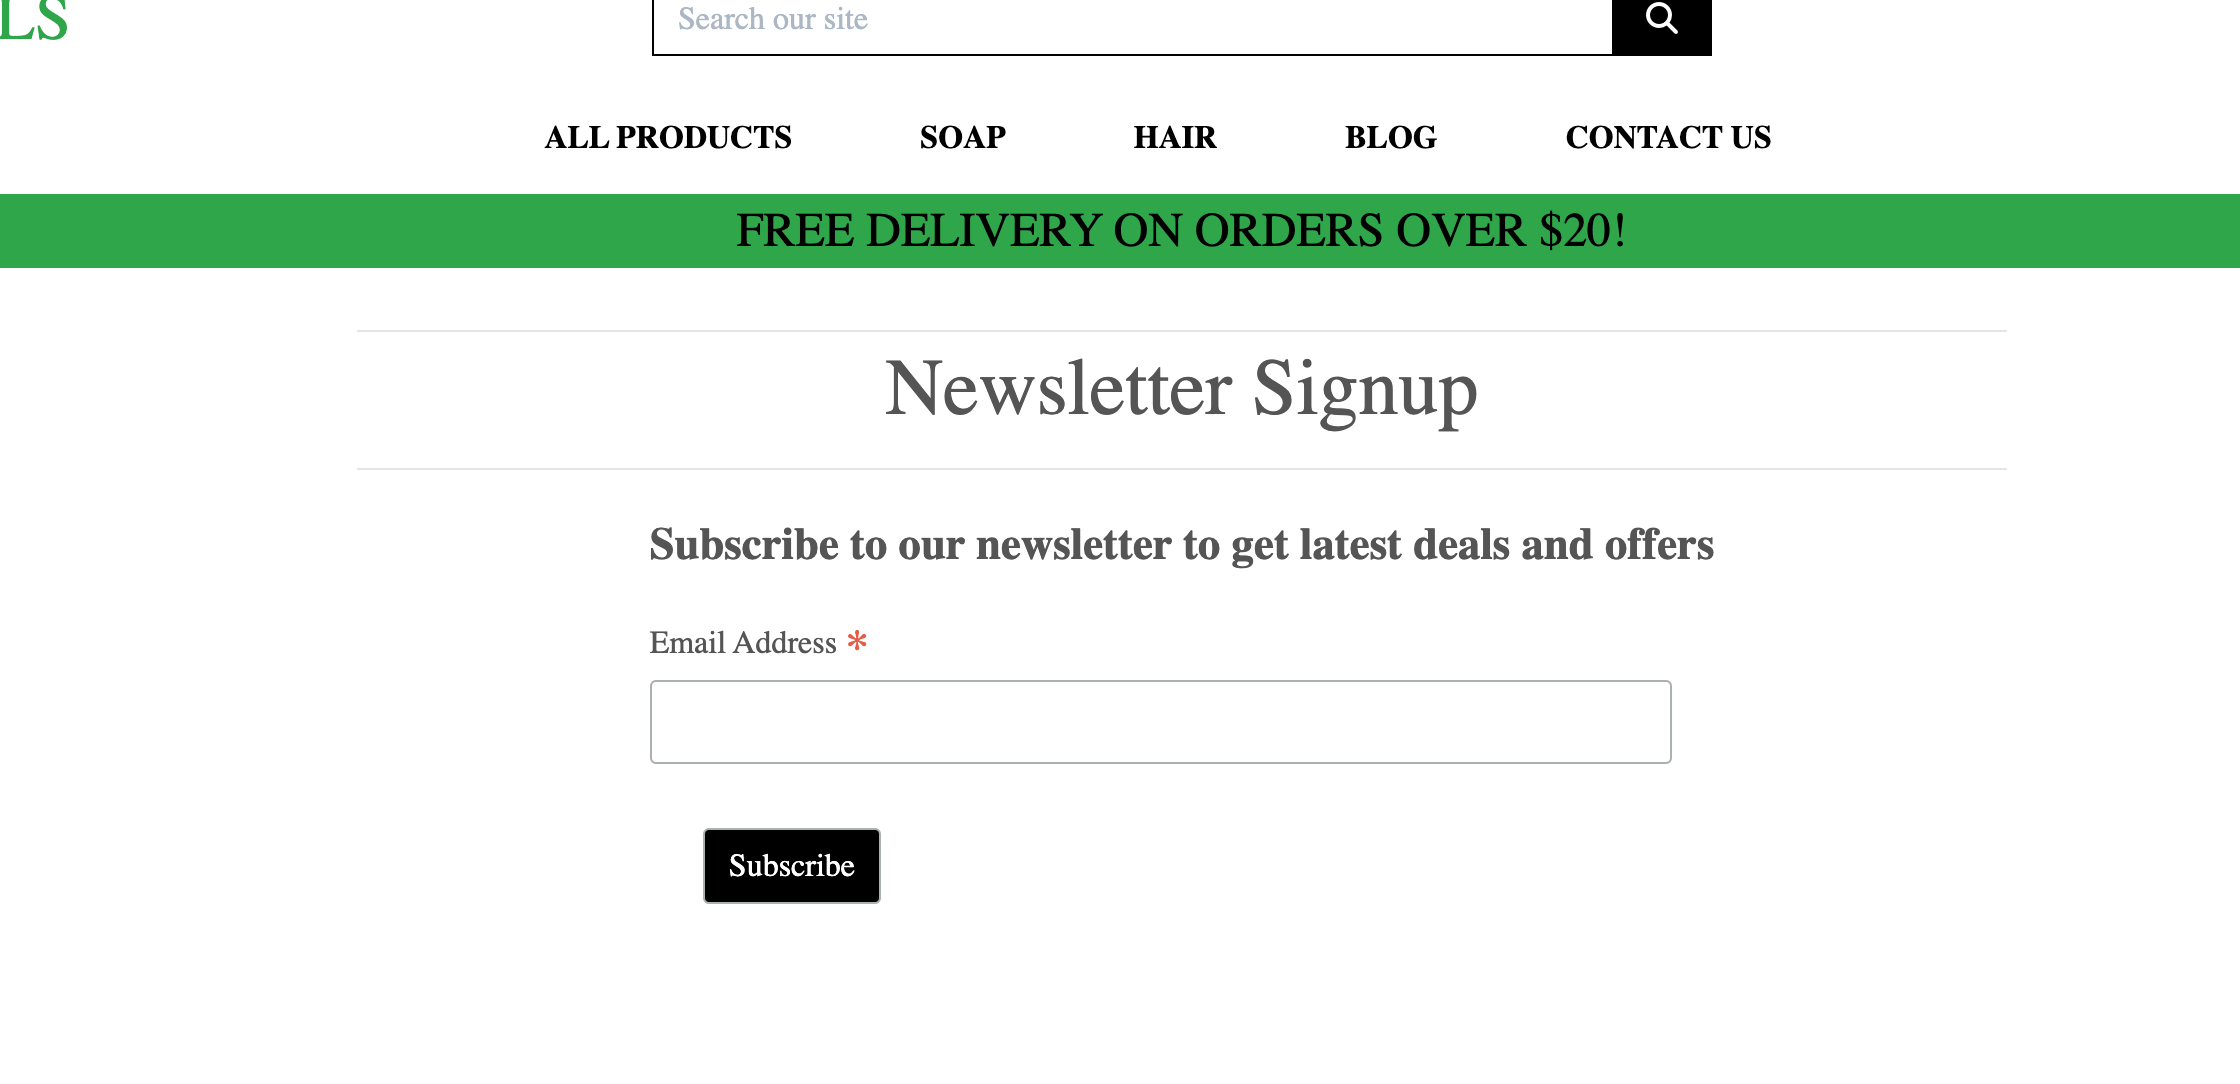 LS
Search our site
ALL PRODUCTS SOAP HAIR BLOG CONTACT US
FREE DELIVERY ON ORDERS OVER $20!
Newsletter Signup
Subscribe to our newsletter to get latest deals and offers
Email Address *
Subscribe